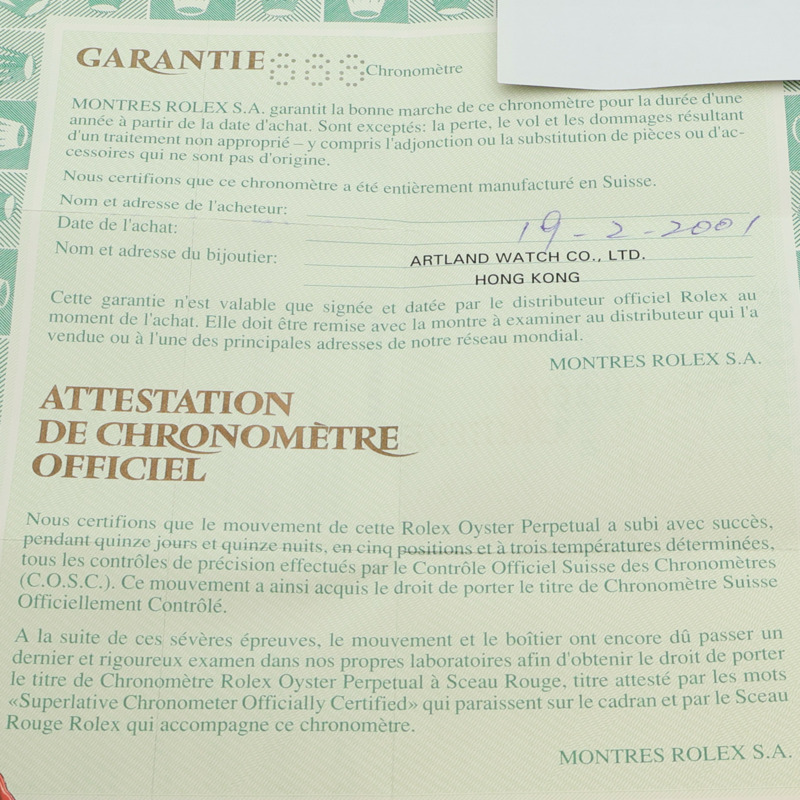 GARANTIE 888 Chronomètre
MONTRES ROLEX S.A. garantit la bonne marche de ce chronomètre pour la durée d'une
année à partir de la date d'achat. Sont exceptés: la perte, le vol et les dommages résultant
d'un traitement non approprié – y compris l'adjonction ou la substitution de pièces ou d'ac-
cessoires qui ne sont pas d'origine.
Nous certifions que ce chronomètre a été entièrement manufacturé en Suisse.
Nom et adresse de l'acheteur:
Date de l'achat: 19-2-2001
Nom et adresse du bijoutier: ARTLAND WATCH CO., LTD.
HONG KONG
Cette garantie n'est valable que signée et datée par le distributeur officiel Rolex au
moment de l'achat. Elle doit être remise avec la montre à examiner au distributeur qui l'a
vendue ou à l'une des principales adresses de notre réseau mondial.
MONTRES ROLEX S.A.
ATTESTATION
DE CHRONOMÈTRE
OFFICIEL
Nous certifions que le mouvement de cette Rolex Oyster Perpetual a subi avec succès,
pendant quinze jours et quinze nuits, en cinq positions et à trois températures déterminées,
tous les contrôles de précision effectués par le Contrôle Officiel Suisse des Chronomètres
(C.O.S.C.). Ce mouvement a ainsi acquis le droit de porter le titre de Chronomètre Suisse
Officiellement Contrôlé.
A la suite de ces sévères épreuves, le mouvement et le boîtier ont encore dû passer un
dernier et rigoureux examen dans nos propres laboratoires afin d'obtenir le droit de porter
le titre de Chronomètre Rolex Oyster Perpetual à Sceau Rouge, titre attesté par les mots
«Superlative Chronometer Officially Certified» qui paraissent sur le cadran et par le Sceau
Rouge Rolex qui accompagne ce chronomètre.
MONTRES ROLEX S.A.